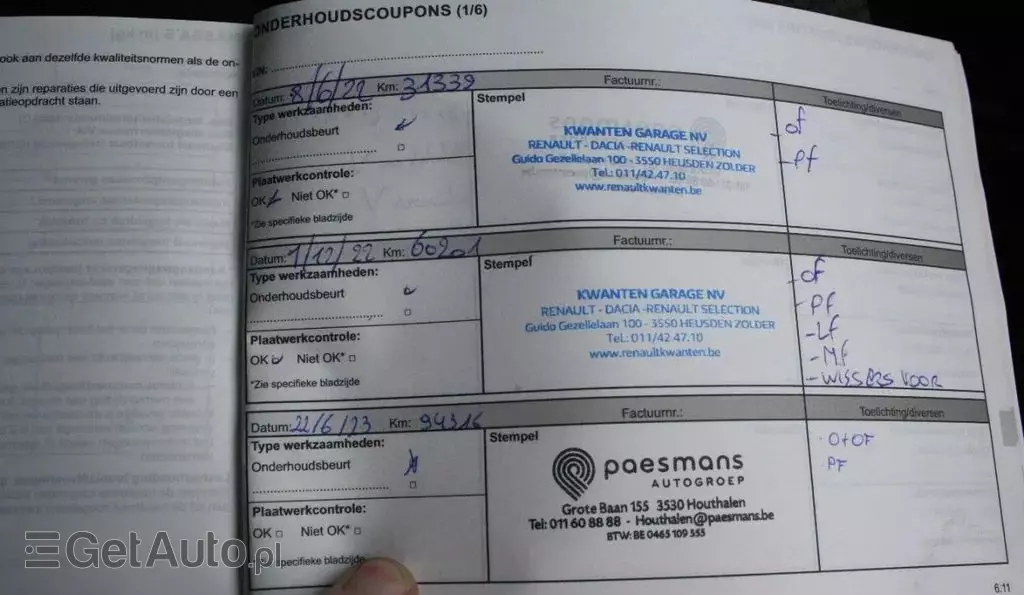 ook aan dezelfde kwaliteitsnormen als de on-
en zijn reparaties die uitgevoerd zijn door een
atieopdracht staan.
ONDERHOUDSCOUPONS (1/6)
Datum: 8/6/22 Km: 31339 Factuurnr.:
Toelichting/diversen
Type werkzaamheden:
Onderhoudsbeurt
Stempel
KWANTEN GARAGE NV
RENAULT - DACIA -RENAULT SELECTION
Guido Gezellelaan 100 - 3550 HEUSDEN ZOLDER
Tel.: 011/42.47.10
www.renaultkwanten.be
- of
- Pf
Plaatwerkcontrole:
OK Niet OK*
*Zie specifieke bladzijde
Datum: 1/12/22 Km: 60201 Factuurnr.:
Toelichting/diversen
Type werkzaamheden:
Onderhoudsbeurt
Stempel
KWANTEN GARAGE NV
RENAULT - DACIA -RENAULT SELECTION
Guido Gezellelaan 100 - 3550 HEUSDEN ZOLDER
Tel.: 011/42.47.10
www.renaultkwanten.be
- of
- Pf
- Lf
- Mf
- WISSERS VOOR
Plaatwerkcontrole:
OK Niet OK*
*Zie specifieke bladzijde
Datum: 22/6/23 Km: 94316 Factuurnr.:
Toelichting/diversen
Type werkzaamheden:
Onderhoudsbeurt
Stempel
paesmans
AUTOGROEP
Grote Baan 155 3530 Houthalen
Tel: 011 60 88 88 - Houthalen@paesmans.be
BTW: BE 0465 109 355
· O+OF
· PF
Plaatwerkcontrole:
OK Niet OK*
specifieke bladzijde
6.11
GetAuto.pl